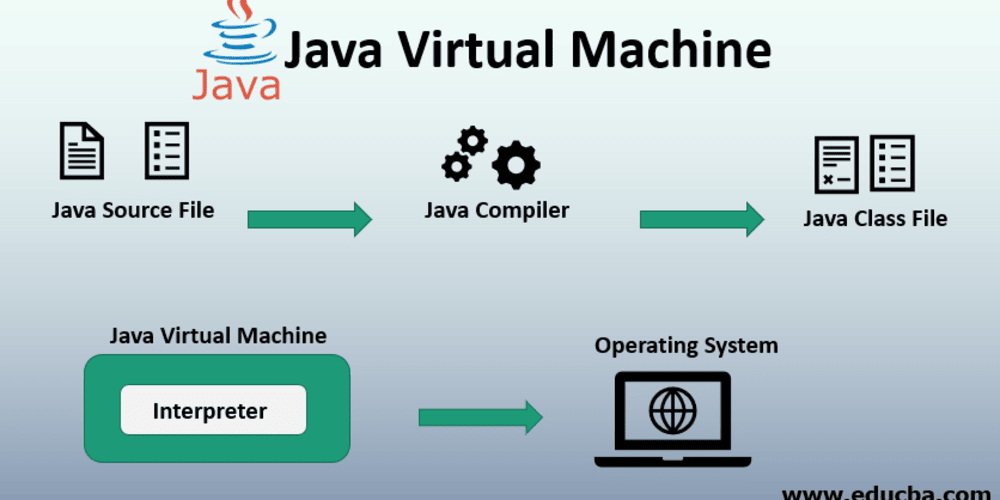 Java
Java Virtual Machine
Java Source File
Java Compiler
Java Class File
Java Virtual Machine
Interpreter
Operating System
www.educba.com